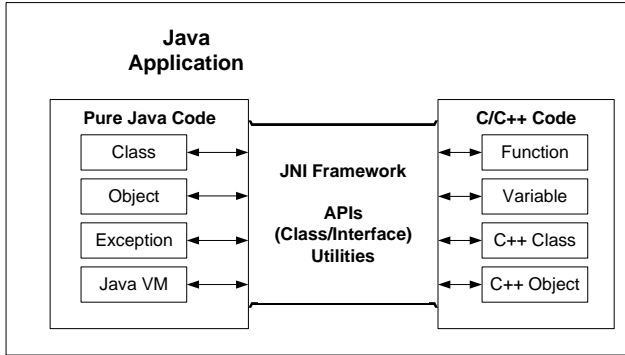 Java
Application
Pure Java Code
Class
Object
Exception
Java VM
JNI Framework
APIs
(Class/Interface)
Utilities
C/C++ Code
Function
Variable
C++ Class
C++ Object